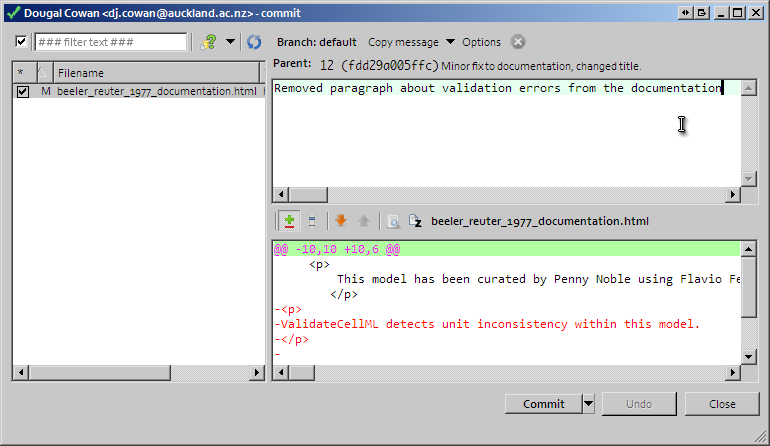 Dougal Cowan <dj.cowan@auckland.ac.nz> - commit
### filter text ###
Branch: default Copy message Options
Parent: 12 (fdd29a005ffc) Minor fix to documentation, changed title.
* Filename
M beeler_reuter_1977_documentation.html
Removed paragraph about validation errors from the documentation
beeler_reuter_1977_documentation.html
@@ -10,10 +10,6 @@
<p>
This model has been curated by Penny Noble using Flavio Fe
</p>
-<p>
-ValidateCellML detects unit inconsistency within this model.
-</p>
-
Commit Undo Close